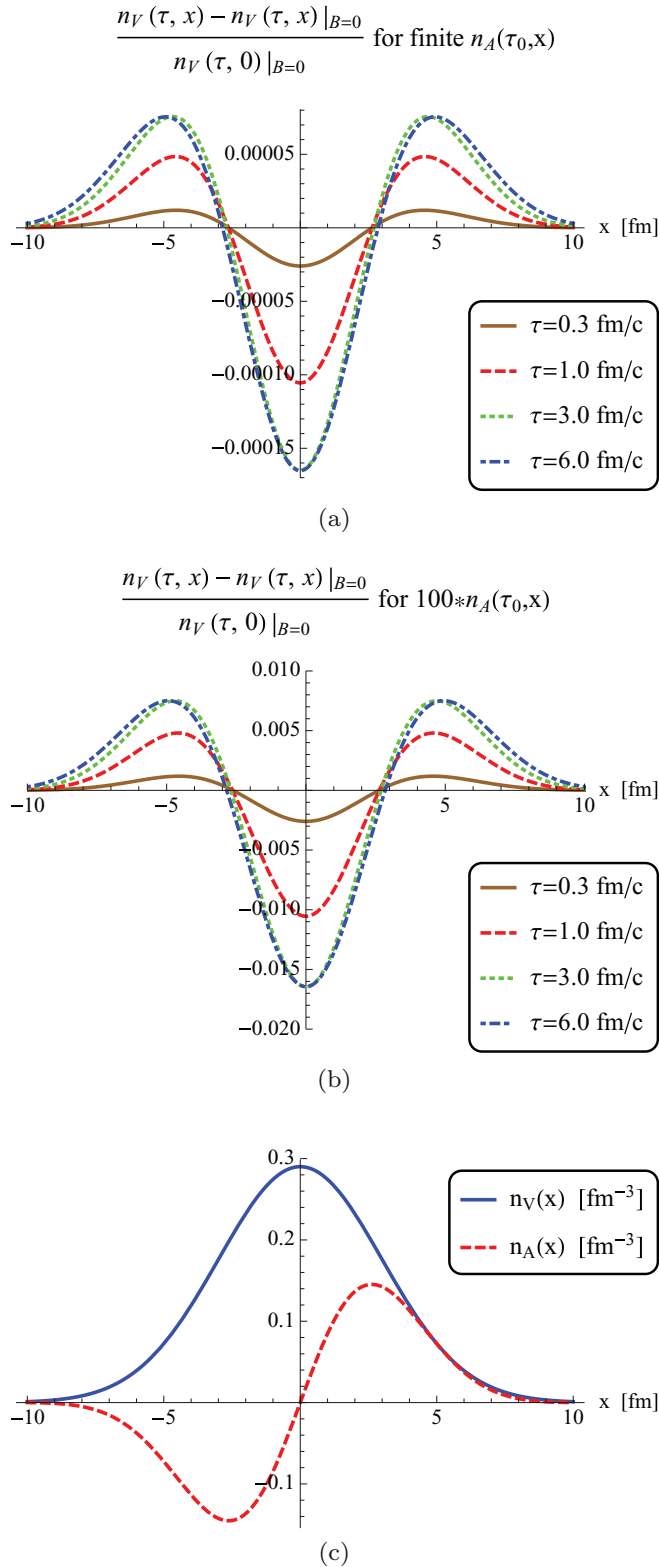 n_V(τ, x) − n_V(τ, x)|_{B=0}
n_V(τ, 0)|_{B=0}
for finite n_A(τ_0,x)
0.00005
−10
−5
5
10
x [fm]
−0.00005
−0.00010
−0.00015
τ=0.3 fm/c
τ=1.0 fm/c
τ=3.0 fm/c
τ=6.0 fm/c
(a)
n_V(τ, x) − n_V(τ, x)|_{B=0}
n_V(τ, 0)|_{B=0}
for 100*n_A(τ_0,x)
0.010
0.005
−10
−5
5
10
x [fm]
−0.005
−0.010
−0.015
−0.020
τ=0.3 fm/c
τ=1.0 fm/c
τ=3.0 fm/c
τ=6.0 fm/c
(b)
0.3
0.2
0.1
−10
−5
5
10
x [fm]
−0.1
n_V(x) [fm⁻³]
n_A(x) [fm⁻³]
(c)